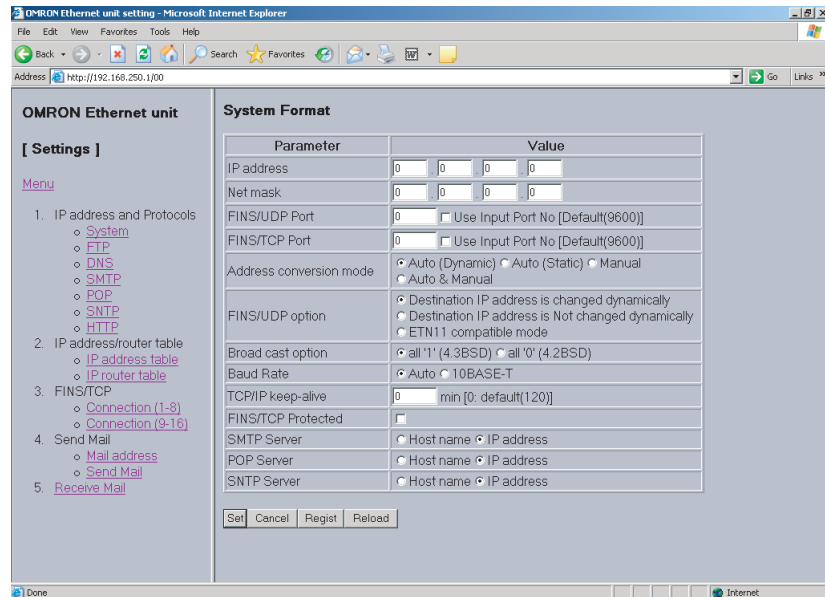 OMRON Ethernet unit setting - Microsoft Internet Explorer
File Edit View Favorites Tools Help
Back Search Favorites
Address http://192.168.250.1/00 Go Links »
OMRON Ethernet unit
[ Settings ]
Menu
1. IP address and Protocols
o System
o FTP
o DNS
o SMTP
o POP
o SNTP
o HTTP
2. IP address/router table
o IP address table
o IP router table
3. FINS/TCP
o Connection (1-8)
o Connection (9-16)
4. Send Mail
o Mail address
o Send Mail
5. Receive Mail
System Format
Parameter Value
IP address 0 . 0 . 0 . 0
Net mask 0 . 0 . 0 . 0
FINS/UDP Port 0 Use Input Port No [Default(9600)]
FINS/TCP Port 0 Use Input Port No [Default(9600)]
Address conversion mode Auto (Dynamic) Auto (Static) Manual
Auto & Manual
FINS/UDP option Destination IP address is changed dynamically
Destination IP address is Not changed dynamically
ETN11 compatible mode
Broad cast option all '1' (4.3BSD) all '0' (4.2BSD)
Baud Rate Auto 10BASE-T
TCP/IP keep-alive 0 min [0: default(120)]
FINS/TCP Protected
SMTP Server Host name IP address
POP Server Host name IP address
SNTP Server Host name IP address
Set Cancel Regist Reload
Done Internet